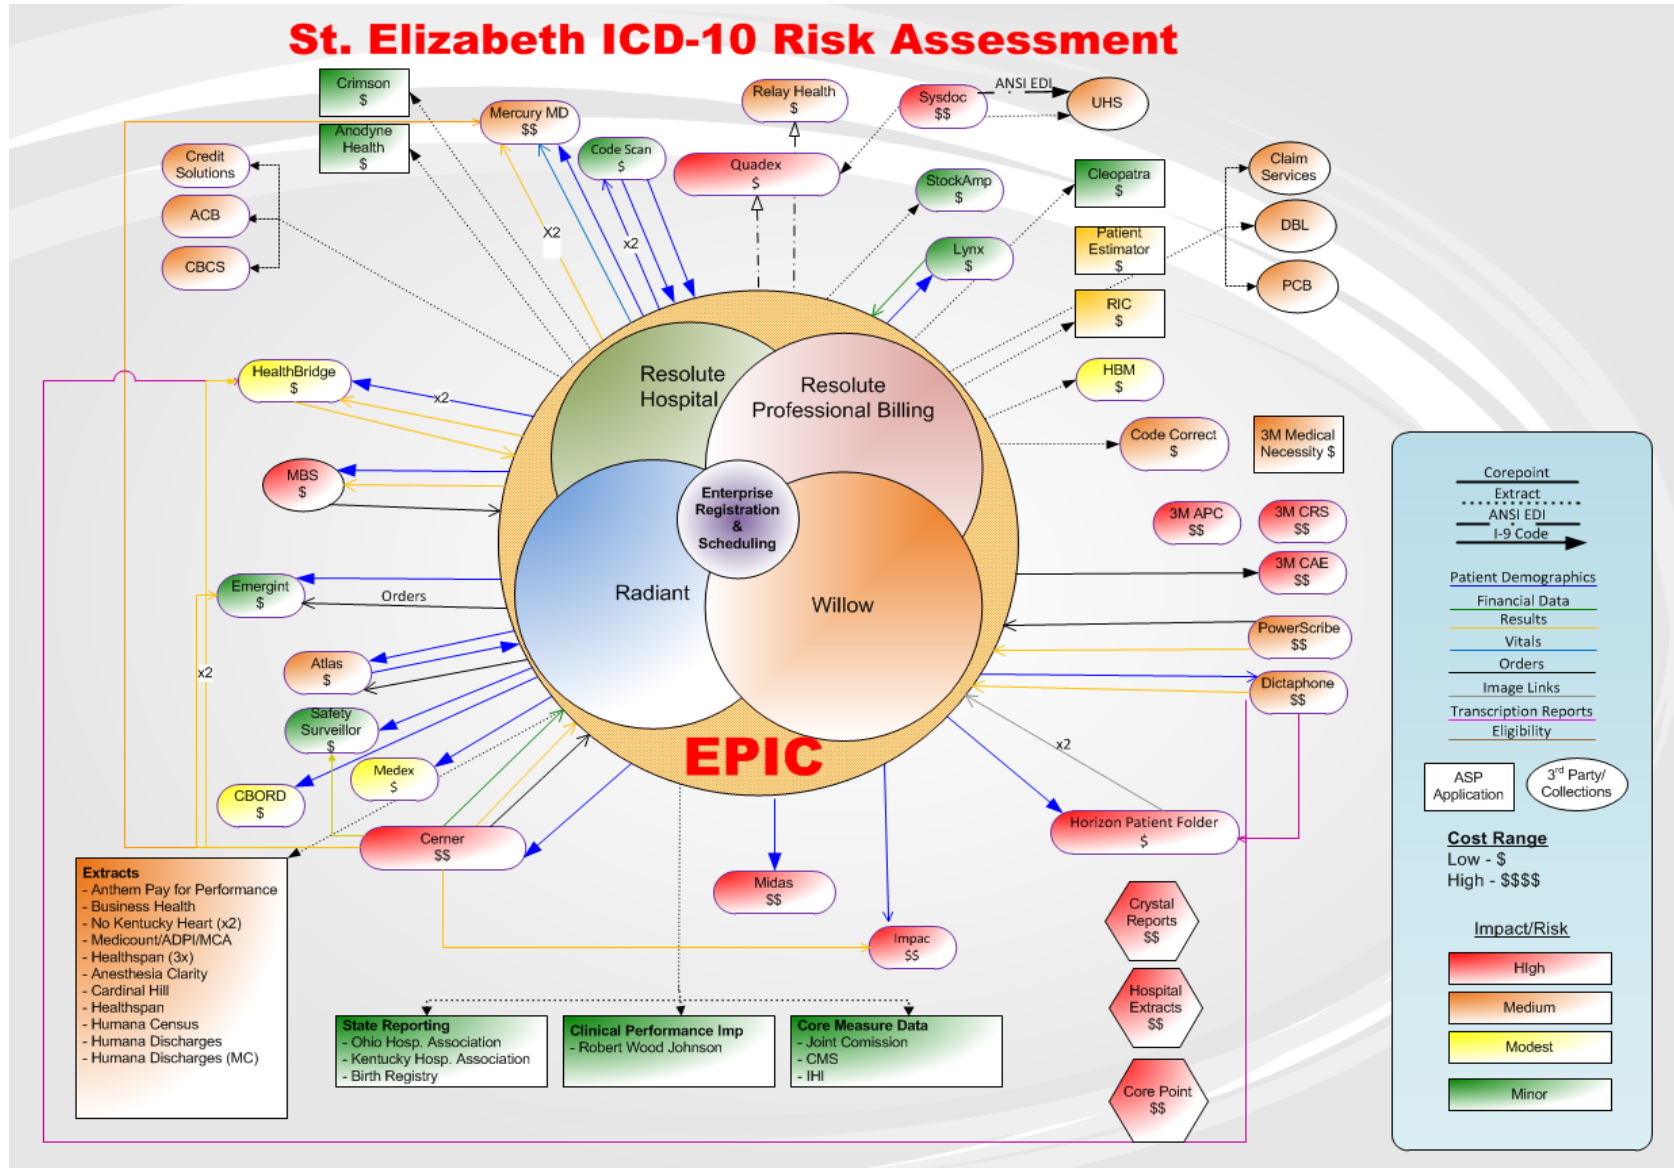 St. Elizabeth ICD-10 Risk Assessment
Crimson
$
Anodyne
Health
$
Mercury MD
$$
Code Scan
$
Relay Health
$
Quadex
$
Sysdoc
$$
ANSI EDI
UHS
Credit
Solutions
ACB
CBCS
X2
x2
StockAmp
$
Lynx
$
Cleopatra
$
Patient
Estimator
$
RIC
$
Claim
Services
DBL
PCB
HealthBridge
$
x2
HBM
$
Code Correct
$
3M Medical
Necessity $
MBS
$
3M APC
$$
3M CRS
$$
3M CAE
$$
Emergint
$
Orders
PowerScribe
$$
Dictaphone
$$
Atlas
$
x2
Safety
Surveillor
$
Medex
$
CBORD
$
Cerner
$$
Resolute
Hospital
Resolute
Professional Billing
Enterprise
Registration
&
Scheduling
Radiant
Willow
EPIC
x2
Horizon Patient Folder
$
Midas
$$
Impac
$$
Crystal
Reports
$$
Hospital
Extracts
$$
Core Point
$$
Extracts
- Anthem Pay for Performance
- Business Health
- No Kentucky Heart (x2)
- Medicount/ADPI/MCA
- Healthspan (3x)
- Anesthesia Clarity
- Cardinal Hill
- Healthspan
- Humana Census
- Humana Discharges
- Humana Discharges (MC)
State Reporting
- Ohio Hosp. Association
- Kentucky Hosp. Association
- Birth Registry
Clinical Performance Imp
- Robert Wood Johnson
Core Measure Data
- Joint Comission
- CMS
- IHI
Corepoint
Extract
ANSI EDI
I-9 Code
Patient Demographics
Financial Data
Results
Vitals
Orders
Image Links
Transcription Reports
Eligibility
ASP
Application
3rd Party/
Collections
Cost Range
Low - $
High - $$$$
Impact/Risk
HIgh
Medium
Modest
Minor